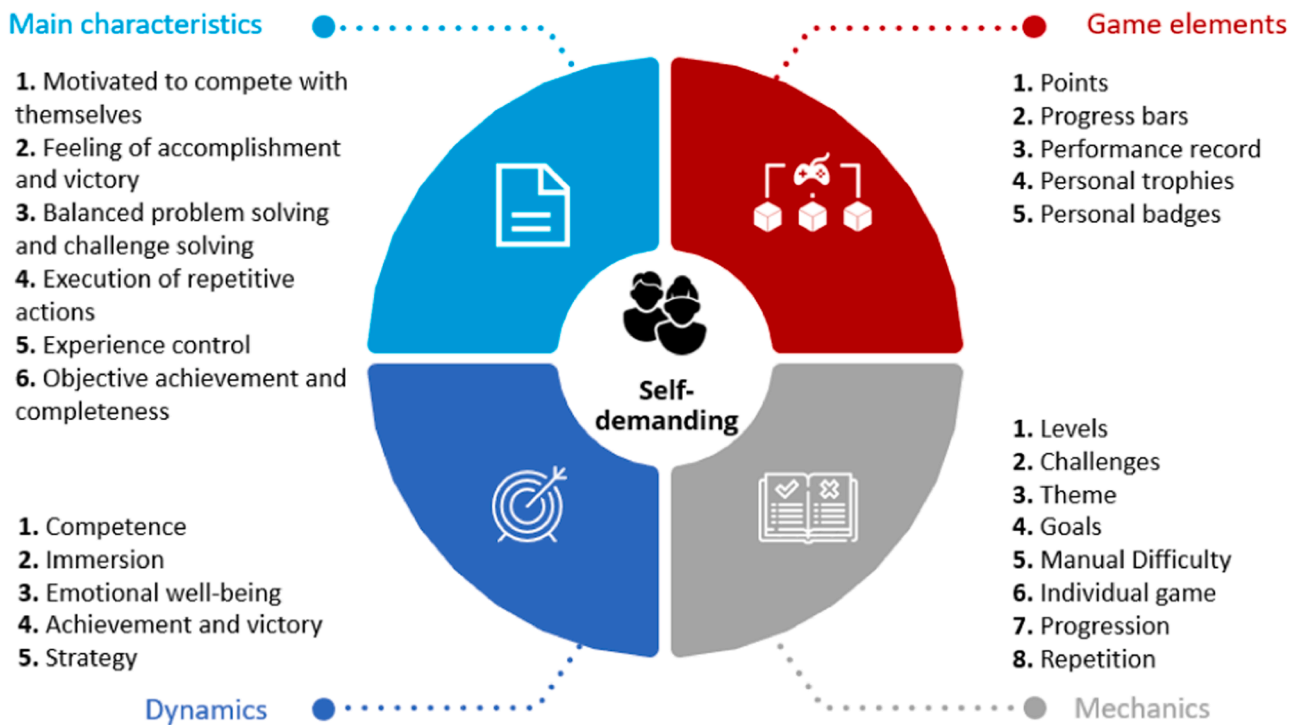 Main characteristics
1. Motivated to compete with
themselves
2. Feeling of accomplishment
and victory
3. Balanced problem solving
and challenge solving
4. Execution of repetitive
actions
5. Experience control
6. Objective achievement and
completeness
Game elements
1. Points
2. Progress bars
3. Performance record
4. Personal trophies
5. Personal badges
Self-
demanding
1. Competence
2. Immersion
3. Emotional well-being
4. Achievement and victory
5. Strategy
Dynamics
1. Levels
2. Challenges
3. Theme
4. Goals
5. Manual Difficulty
6. Individual game
7. Progression
8. Repetition
Mechanics